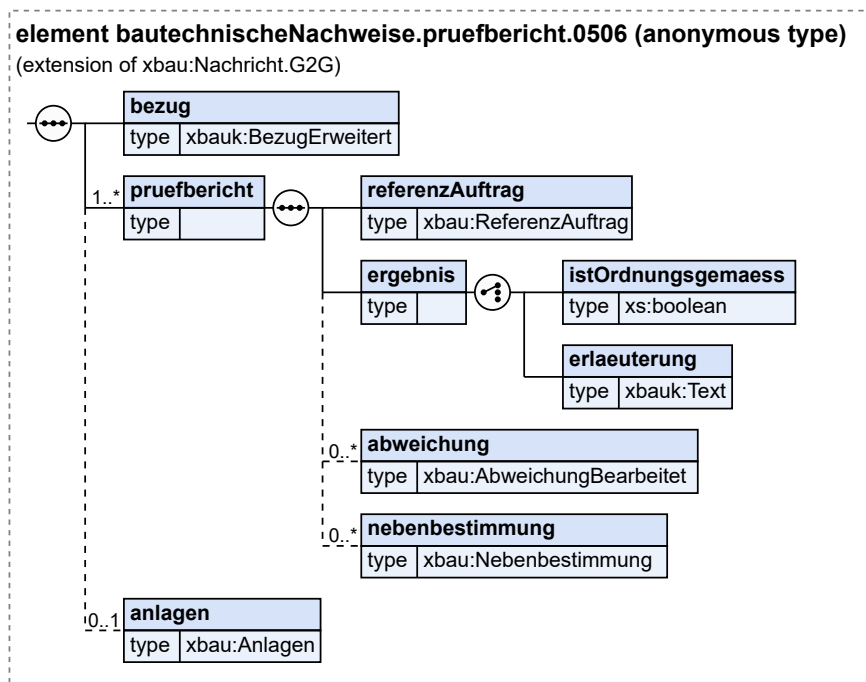 element bautechnischeNachweise.pruefbericht.0506 (anonymous type)
(extension of xbau:Nachricht.G2G)
bezug
type xbauk:BezugErweitert
1..* pruefbericht
type
referenzAuftrag
type xbau:ReferenzAuftrag
ergebnis
type
istOrdnungsgemaess
type xs:boolean
erlaeuterung
type xbauk:Text
0..* abweichung
type xbau:AbweichungBearbeitet
0..* nebenbestimmung
type xbau:Nebenbestimmung
0..1 anlagen
type xbau:Anlagen